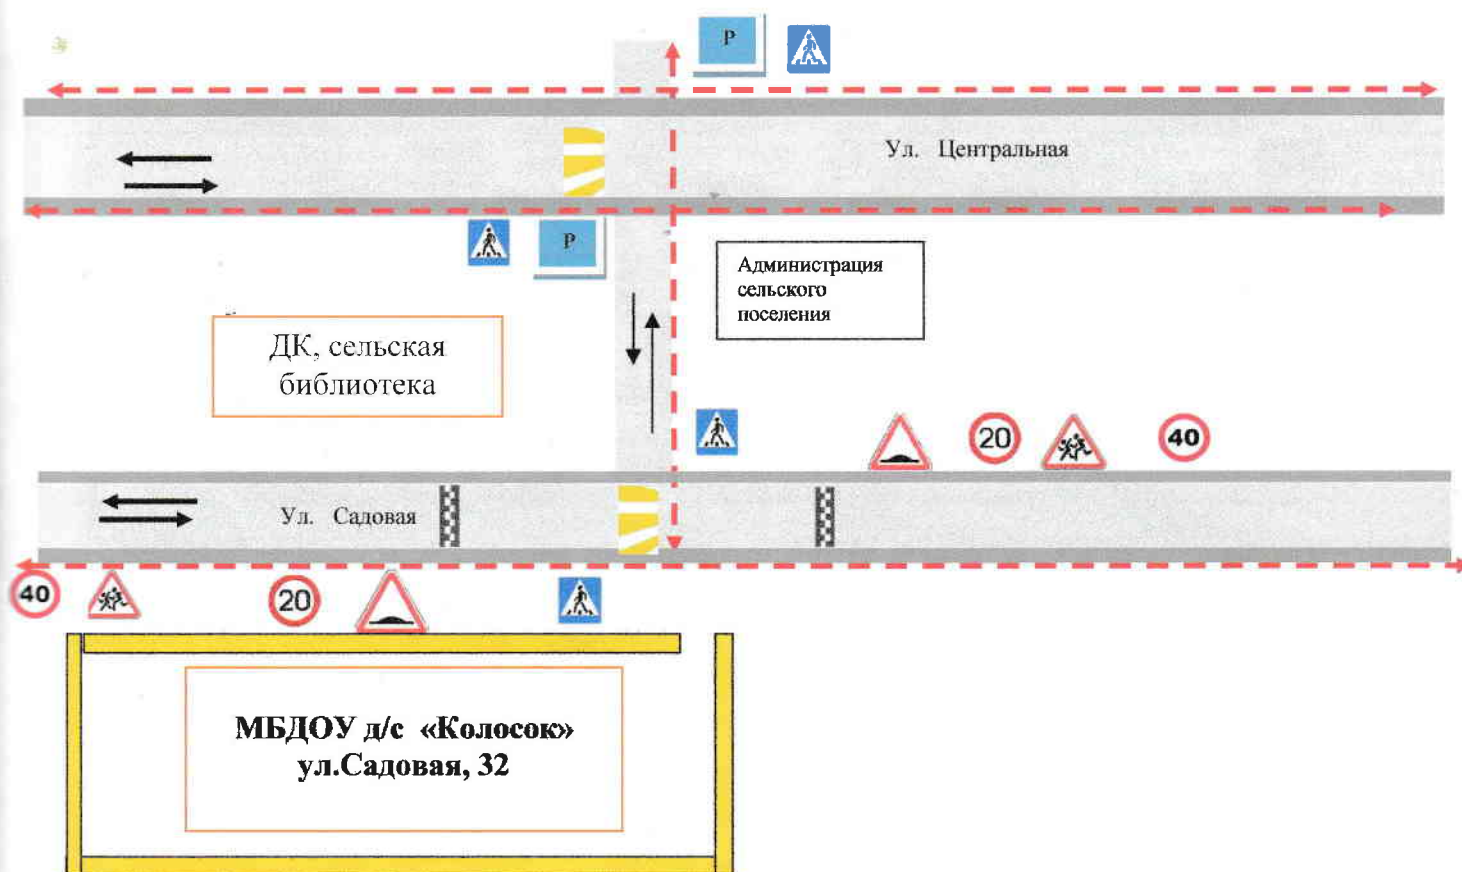 P
Ул. Центральная
P
Администрация
сельского
поселения
ДК, сельская
библиотека
20
40
Ул. Садовая
40
20
МБДОУ д/с «Колосок»
ул.Садовая, 32